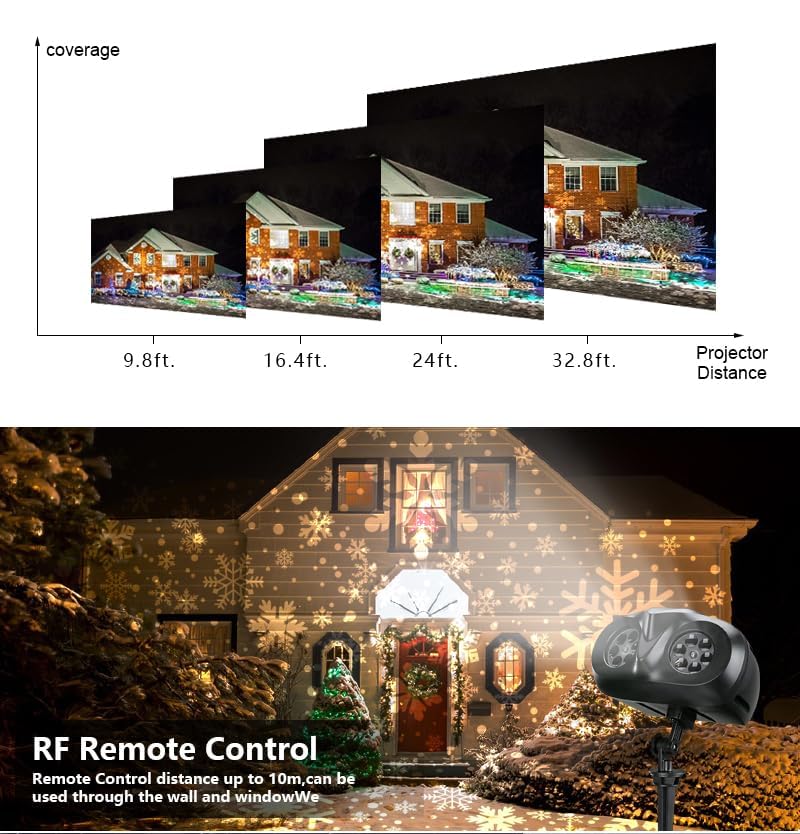 coverage
9.8ft.
16.4ft.
24ft.
32.8ft.
Projector
Distance
RF Remote Control
Remote Control distance up to 10m,can be
used through the wall and windowWe